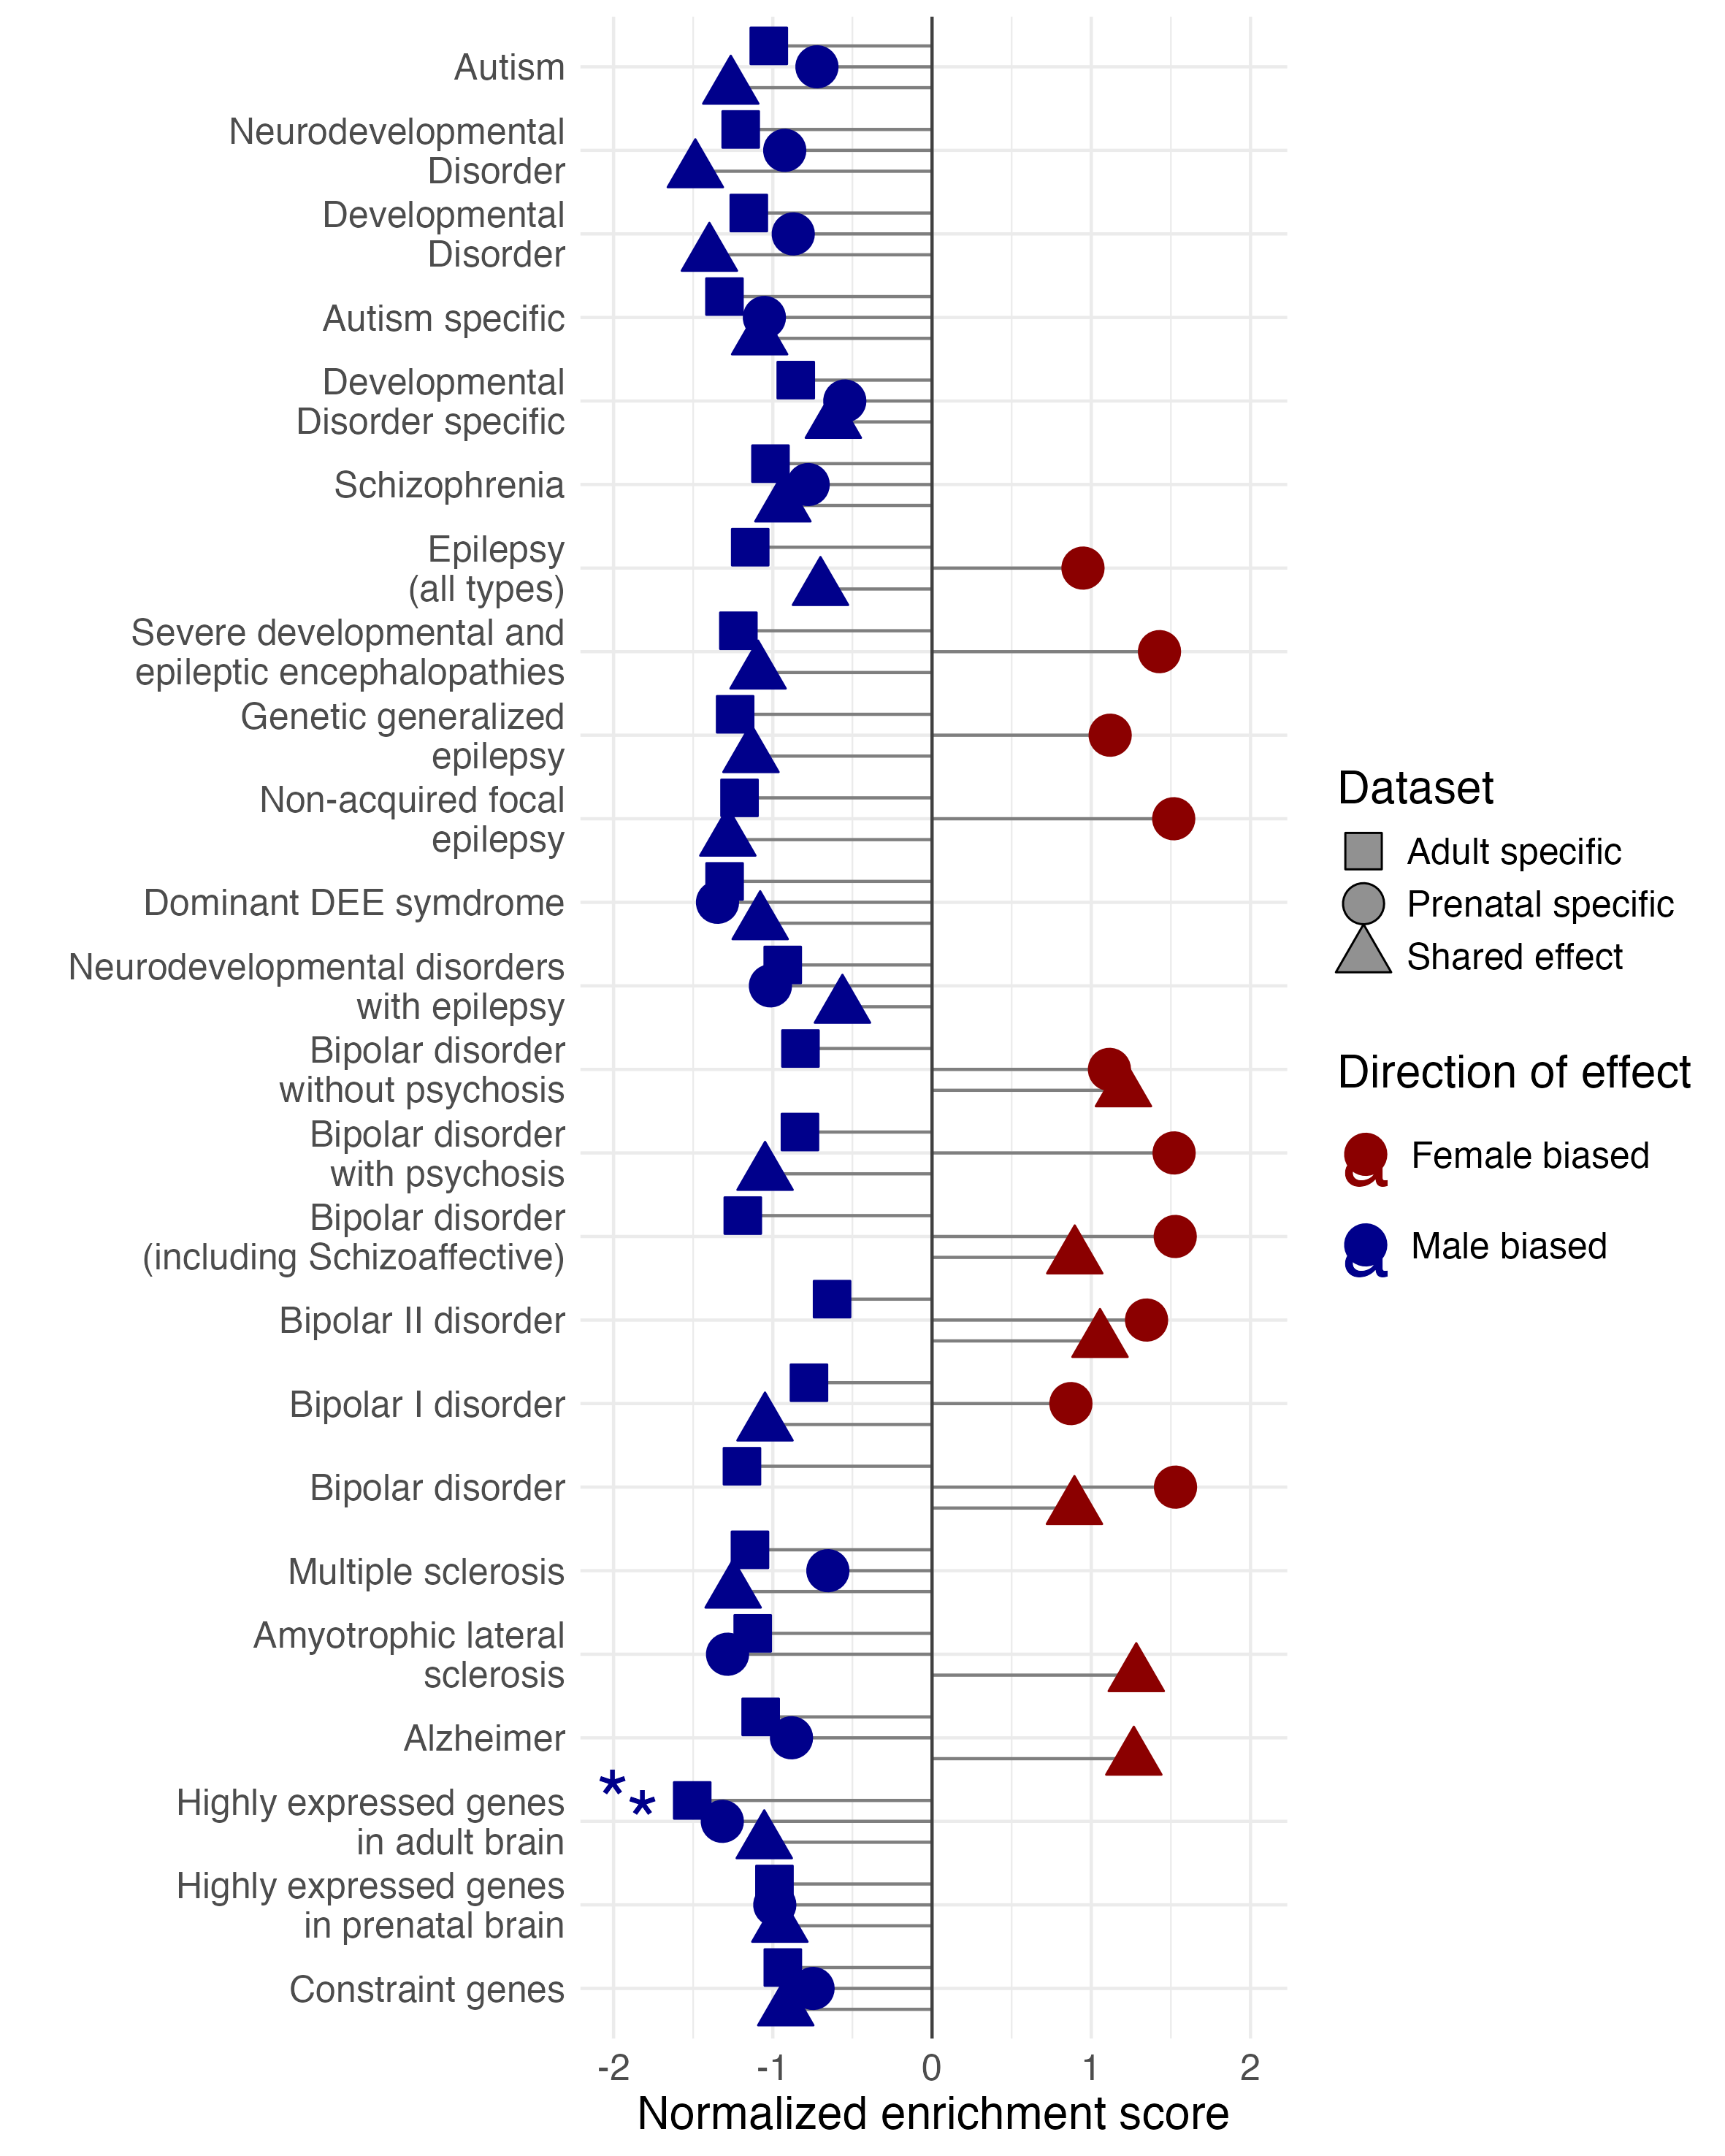 Autism
Neurodevelopmental
Disorder
Developmental
Disorder
Autism specific
Developmental
Disorder specific
Schizophrenia
Epilepsy
(all types)
Severe developmental and
epileptic encephalopathies
Genetic generalized
epilepsy
Non-acquired focal
epilepsy
Dominant DEE symdrome
Neurodevelopmental disorders
with epilepsy
Bipolar disorder
without psychosis
Bipolar disorder
with psychosis
Bipolar disorder
(including Schizoaffective)
Bipolar II disorder
Bipolar I disorder
Bipolar disorder
Multiple sclerosis
Amyotrophic lateral
sclerosis
Alzheimer
* *
Highly expressed genes
in adult brain
Highly expressed genes
in prenatal brain
Constraint genes
-2 -1 0 1 2
Normalized enrichment score
Dataset
Adult specific
Prenatal specific
Shared effect
Direction of effect
a Female biased
a Male biased